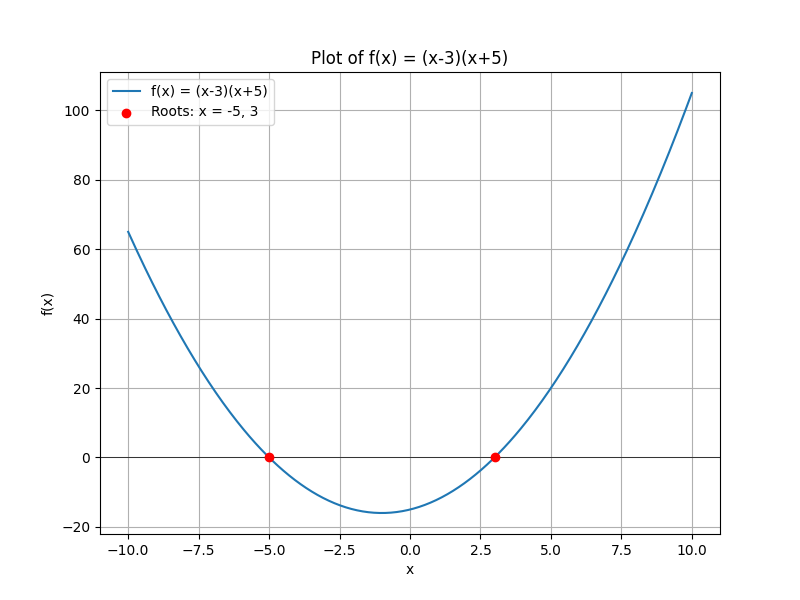 Plot of f(x) = (x-3)(x+5)
f(x) = (x-3)(x+5)
Roots: x = -5, 3
100
80
60
40
20
0
−20
f(x)
−10.0 −7.5 −5.0 −2.5 0.0 2.5 5.0 7.5 10.0
x